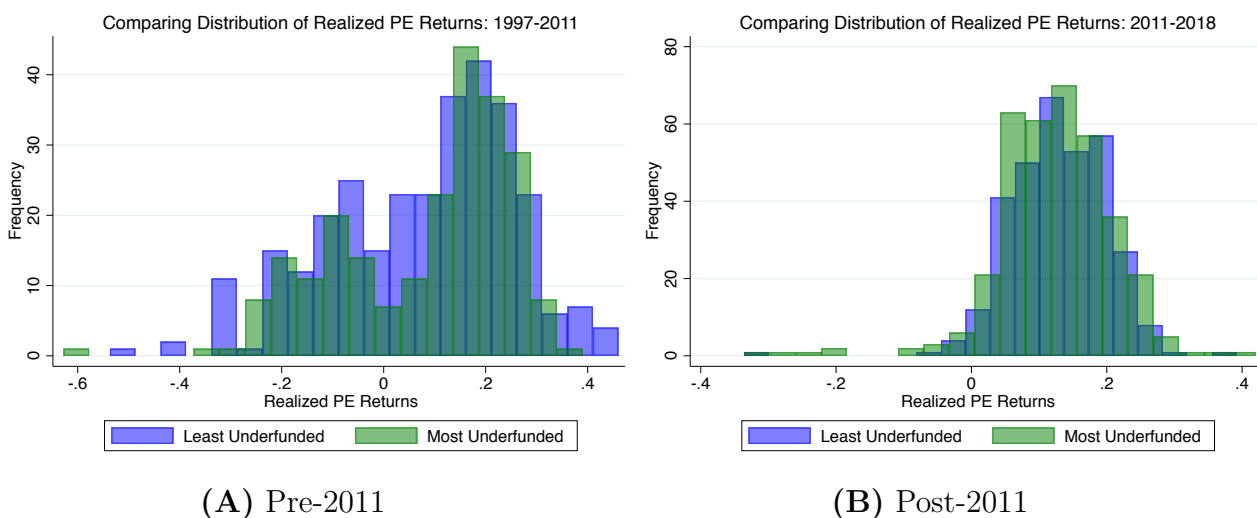 Comparing Distribution of Realized PE Returns: 1997-2011
Frequency
0 10 20 30 40
-.6 -.4 -.2 0 .2 .4
Realized PE Returns
Least Underfunded Most Underfunded
(A) Pre-2011
Comparing Distribution of Realized PE Returns: 2011-2018
Frequency
0 20 40 60 80
-.4 -.2 0 .2 .4
Realized PE Returns
Least Underfunded Most Underfunded
(B) Post-2011